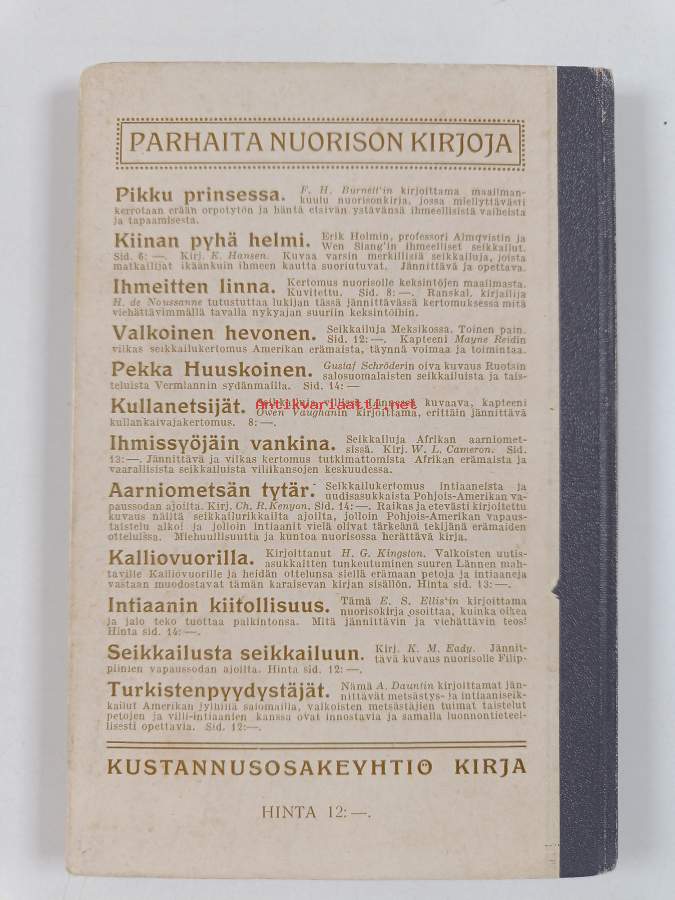 PARHAITA NUORISON KIRJOJA
Pikku prinsessa. F. H. Burnett'in kirjoittama maailman-
kuulu nuorisonkirja, jossa miellyttävästi
kerrotaan erään orpotytön ja häntä etsivän ystävänsä ihmeellisistä vaiheista
ja tapaamisesta.
Kiinan pyhä helmi. Erik Holmin, professori Almqvistin ja
Wen Siang'in ihmeelliset seikkailut.
Sid. 6: —. Kirj. E. Hansen. Kuvaa varsin merkillisiä seikkailuja, joista
matkailijat ikäänkuin ihmeen kautta suoriutuvat. Jännittävä ja opettava.
Ihmeitten linna. Kertomus nuorisolle keksintöjen maailmasta.
Kuvitettu. Sid. 8: —. Ranskal. kirjailija
H. de Noussanne tutustuttaa lukijan tässä jännittävässä kertomuksessa mitä
viehättävimmällä tavalla nykyajan suuriin keksintöihin.
Valkoinen hevonen. Seikkailuja Meksikossa. Toinen pain.
Sid. 12: —. Kapteeni Mayne Reidin
vilkas seikkailukertomus Amerikan erämaista, täynnä voimaa ja toimintaa.
Pekka Huuskoinen. Gustaf Schröderin oiva kuvaus Ruotsin
salosuomalaisten seikkailuista ja tais-
teluista Vermlannin sydänmailla. Sid. 14: —
Kullanetsijät. Seikkailuja villissä lännessä kuvaava, kapteeni
Owen Vaughanin kirjoittama, erittäin jännittävä
kullankaivajakertomus. 8: —.
antikvariaatti.net
Ihmissyöjäin vankina. Seikkailuja Afrikan aarniomet-
sissä. Kirj. W. L. Cameron. Sid.
13: —. Jännittävä ja vilkas kertomus tutkimattomista Afrikan erämaista ja
vaarallisista seikkailuista villikansojen keskuudessa.
Aarniometsän tytär. Seikkailukertomus intiaaneista ja
uudisasukkaista Pohjois-Amerikan va-
paussodan ajoilta. Kirj. Ch. R. Kenyon. Sid. 14: —. Raikas ja etevästi kirjoitettu
kuvaus näiltä seikkailurikkailta ajoilta, jolloin Pohjois-Amerikan vapaus-
taistelu alkoi ja jolloin intiaanit vielä olivat tärkeänä tekijänä erämaiden
otteluissa. Miehuullisuutta ja kuntoa nuorisossa herättävä kirja.
Kalliovuorilla. Kirjoittanut H. G. Kingston. Valkoisten uutis-
asukkaitten tunkeutuminen suuren Lännen mah-
taville Kalliovuorille ja heidän ottelunsa siellä erämaan petoja ja intiaaneja
vastaan muodostavat tämän karaisevan kirjan sisällön. Hinta sid. 13: —.
Intiaanin kiitollisuus. Tämä E. S. Ellis'in kirjoittama
nuorisokirja osoittaa, kuinka oikea
ja jalo teko tuottaa palkintonsa. Mitä jännittävin ja viehättävin teos!
Hinta sid. 14: —.
Seikkailusta seikkailuun. Kirj. K. M. Eady. Jännit-
tävä kuvaus nuorisolle Filip-
piinien vapaussodan ajoilta. Hinta sid. 12: —.
Turkistenpyydystäjät. Nämä A. Dauntin kirjoittamat jän-
nittävät metsästys- ja intiaaniseik-
kailut Amerikan jylhillä salomailla, valkoisten metsästäjien tuimat taistelut
petojen ja villi-intiaanien kanssa ovat innostavia ja samalla luonnontieteel-
lisesti opettavia. Sid. 12: —.
KUSTANNUSOSAKEYHTIÖ KIRJA
HINTA 12: —.